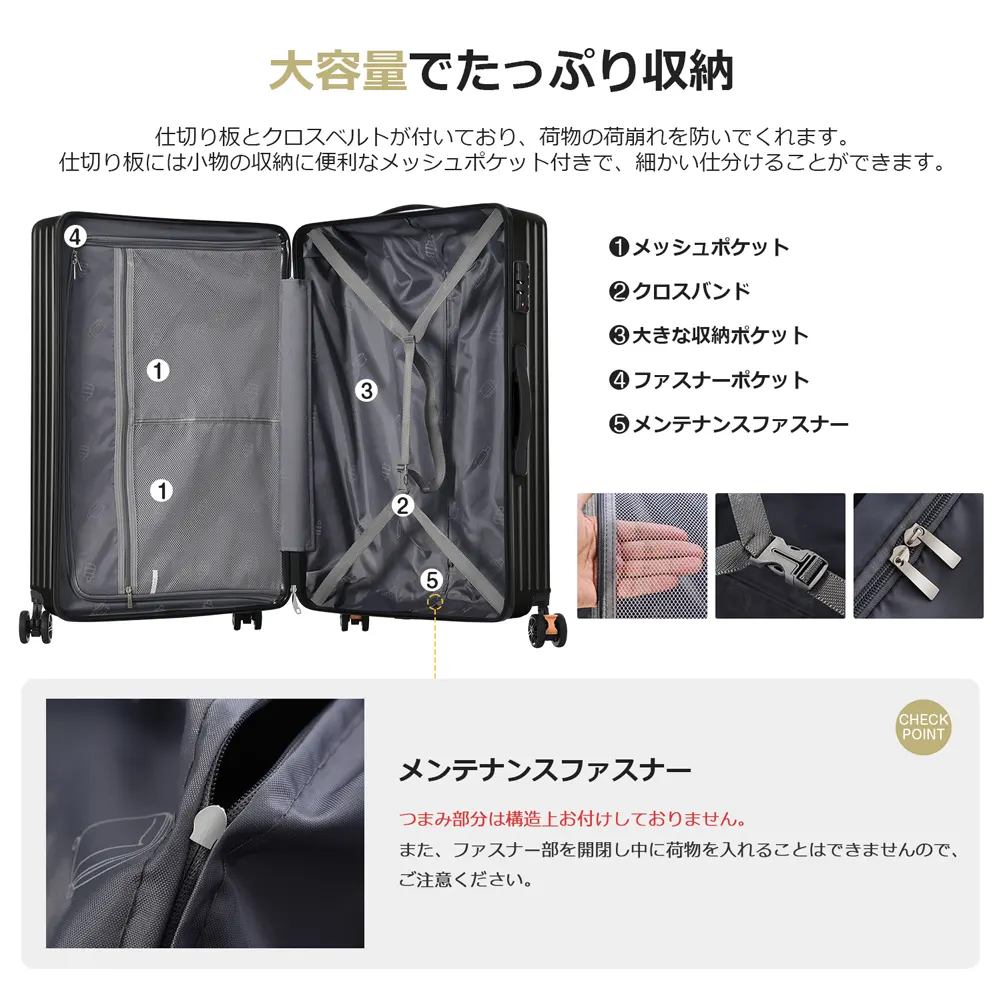 大容量でたっぷり収納
仕切り板とクロスベルトが付いており、荷物の荷崩れを防いでくれます。
仕切り板には小物の収納に便利なメッシュポケット付きで、細かい仕分けることができます。
④
①
①
③
②
⑤
❶メッシュポケット
❷クロスバンド
❸大きな収納ポケット
❹ファスナーポケット
❺メンテナンスファスナー
CHECK
POINT
メンテナンスファスナー
つまみ部分は構造上お付けしておりません。
また、ファスナー部を開閉し中に荷物を入れることはできませんので、
ご注意ください。